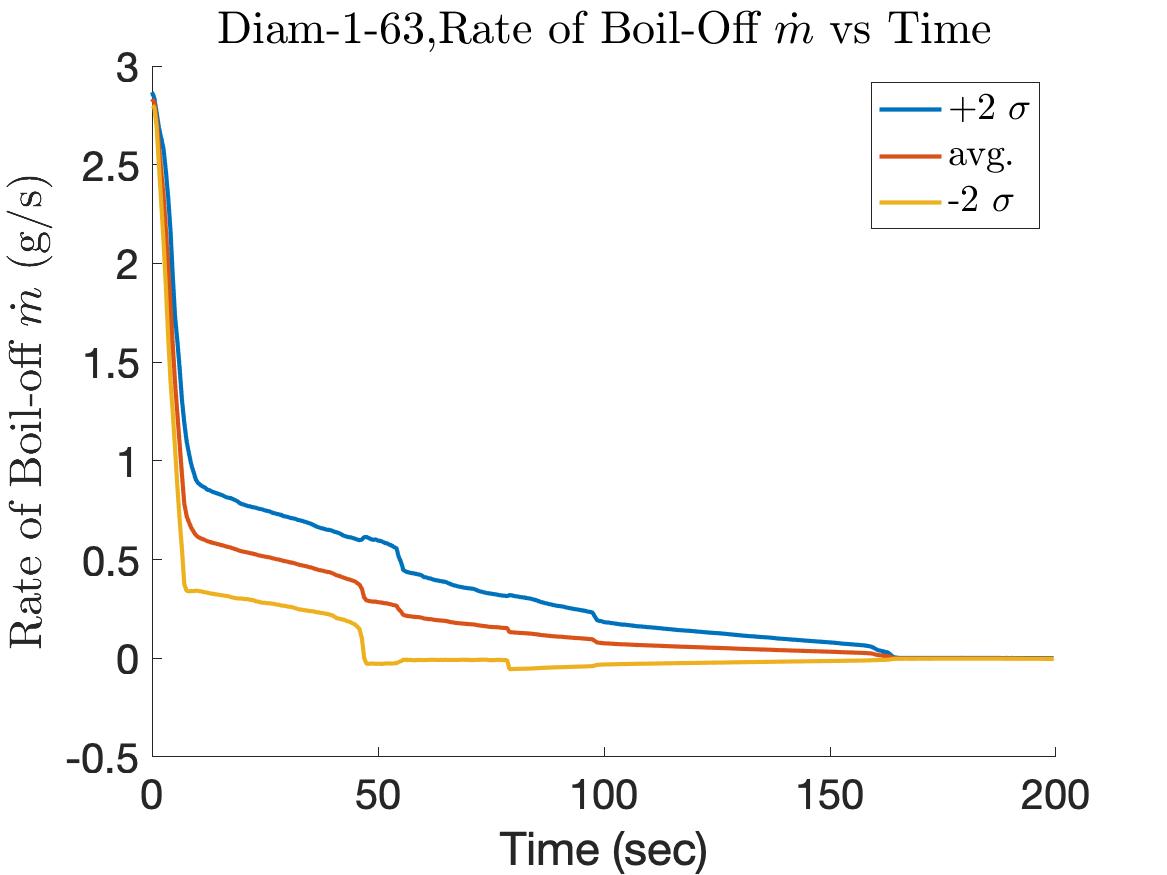 Diam-1-63,Rate of Boil-Off ṁ vs Time
3
2.5
2
1.5
1
0.5
0
-0.5
Rate of Boil-off ṁ (g/s)
+2 σ
avg.
-2 σ
0 50 100 150 200
Time (sec)